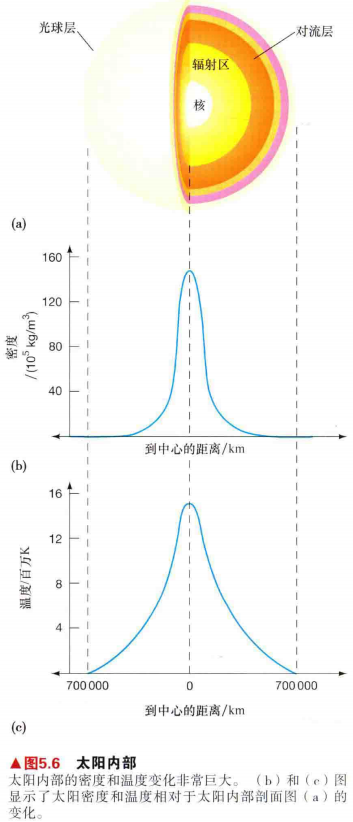 光球层
对流层
辐射区
核
(a)
160
120
80
40
密度
/(10⁵ kg/m³)
到中心的距离/km
(b)
16
12
8
4
温度/百万K
700 000
0
700 000
到中心的距离/km
(c)
▲图5.6 太阳内部
太阳内部的密度和温度变化非常巨大。(b)和(c)图
显示了太阳密度和温度相对于太阳内部剖面图(a)的
变化。